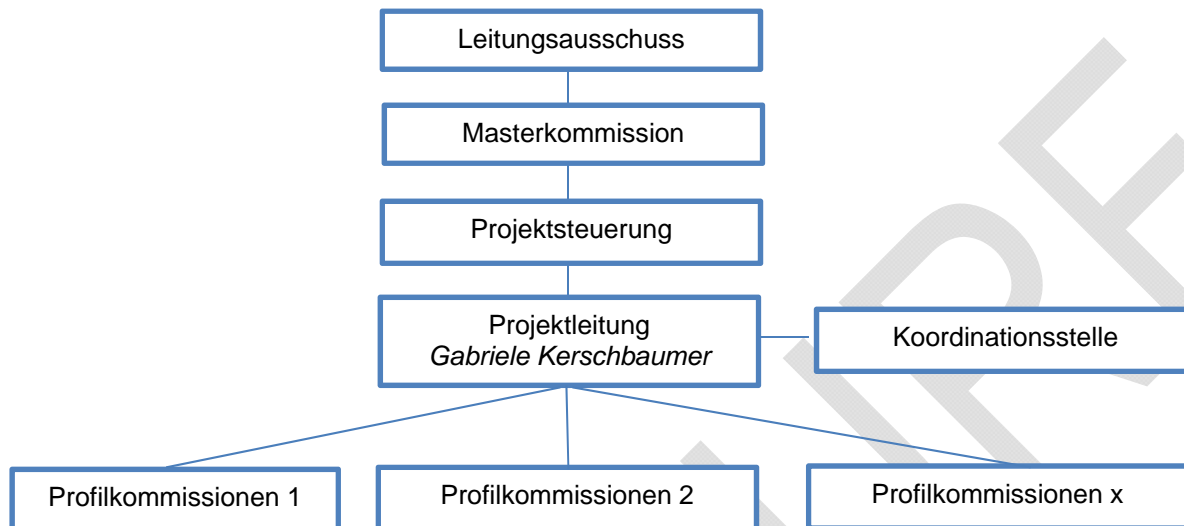 Leitungsausschuss
Masterkommission
Projektsteuerung
Projektleitung
Gabriele Kerschbaumer
Koordinationsstelle
Profilkommissionen 1
Profilkommissionen 2
Profilkommissionen x